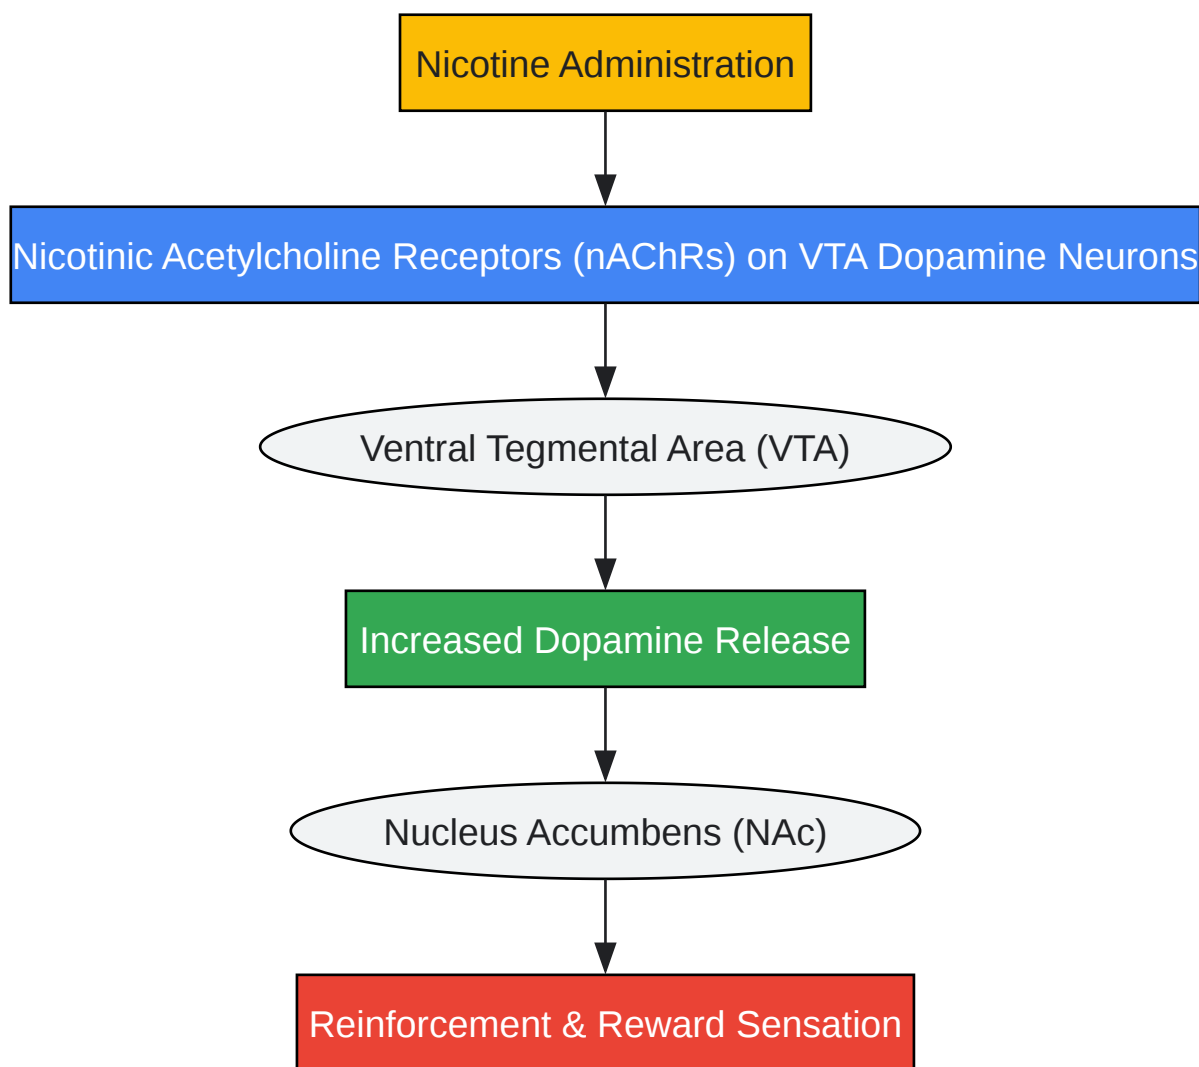 Nicotine Administration
Nicotinic Acetylcholine Receptors (nAChRs) on VTA Dopamine Neurons
Ventral Tegmental Area (VTA)
Increased Dopamine Release
Nucleus Accumbens (NAc)
Reinforcement & Reward Sensation